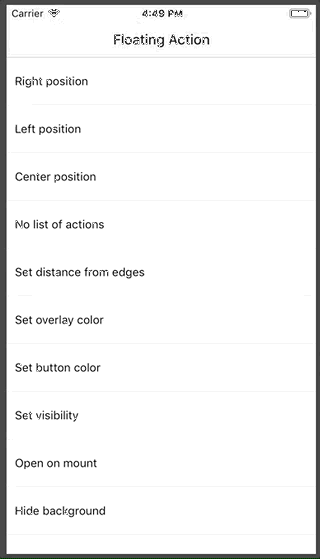 Carrier 4:49 PM
Floating Action
Right position
Left position
Center position
No list of actions
Set distance from edges
Set overlay color
Set button color
Set visibility
Open on mount
Hide background